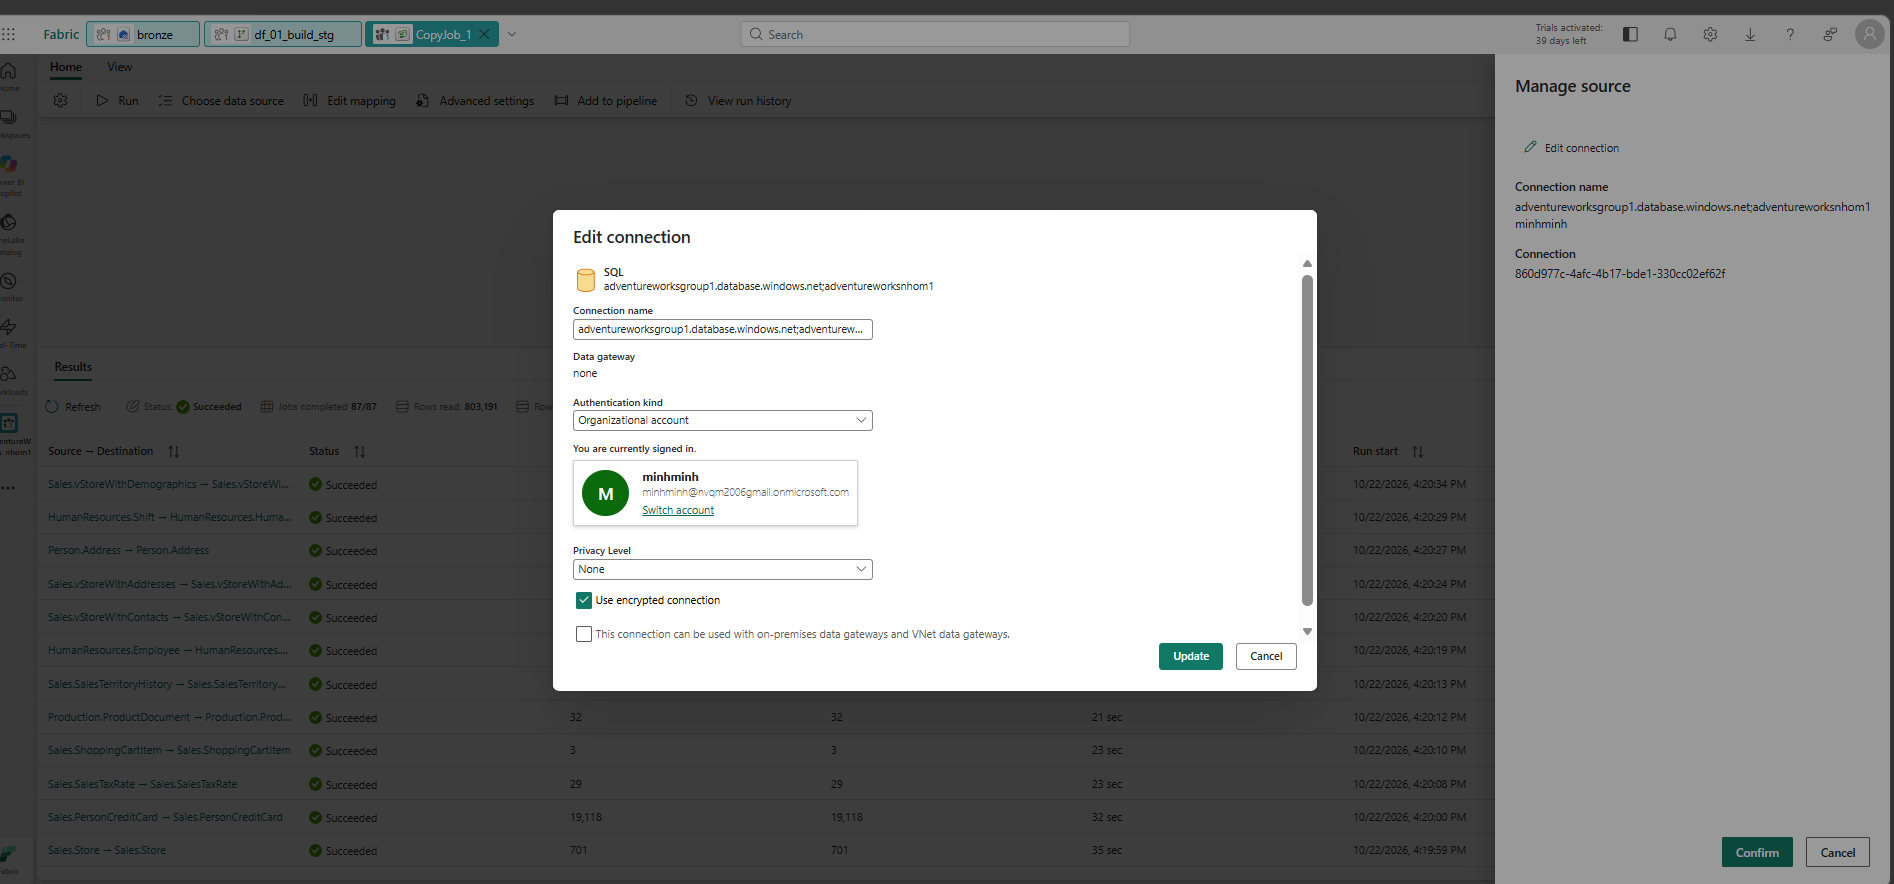 Fabric
bronze
df_01_build_stg
CopyJob_1
Search
Trials activated:
39 days left
Home
View
Run
Choose data source
Edit mapping
Advanced settings
Add to pipeline
View run history
Manage source
Edit connection
Connection name
adventureworksgroup1.database.windows.net;adventureworksnhom1
minhminh
Connection
860d977c-4afc-4b17-bde1-330cc02ef62f
Edit connection
SQL
adventureworksgroup1.database.windows.net;adventureworksnhom1
Connection name
adventureworksgroup1.database.windows.net;adventurew...
Data gateway
none
Authentication kind
Organizational account
You are currently signed in.
M
minhminh
minhminh@nvqm2006gmail.onmicrosoft.com
Switch account
Privacy Level
None
Use encrypted connection
This connection can be used with on-premises data gateways and VNet data gateways.
Update
Cancel
Results
Refresh
Status: Succeeded
Jobs completed 87/87
Rows read: 803,191
Row
Source → Destination
Status
Run start
Sales.vStoreWithDemographics → Sales.vStoreWi... Succeeded 10/22/2026, 4:20:34 PM
HumanResources.Shift → HumanResources.Huma... Succeeded 10/22/2026, 4:20:29 PM
Person.Address → Person.Address Succeeded 10/22/2026, 4:20:27 PM
Sales.vStoreWithAddresses → Sales.vStoreWithAd... Succeeded 10/22/2026, 4:20:24 PM
Sales.vStoreWithContacts → Sales.vStoreWithCon... Succeeded 10/22/2026, 4:20:20 PM
HumanResources.Employee → HumanResources.... Succeeded 10/22/2026, 4:20:19 PM
Sales.SalesTerritoryHistory → Sales.SalesTerritory... Succeeded 10/22/2026, 4:20:13 PM
Production.ProductDocument → Production.Prod... Succeeded 32 32 21 sec 10/22/2026, 4:20:12 PM
Sales.ShoppingCartItem → Sales.ShoppingCartItem Succeeded 3 3 23 sec 10/22/2026, 4:20:10 PM
Sales.SalesTaxRate → Sales.SalesTaxRate Succeeded 29 29 23 sec 10/22/2026, 4:20:08 PM
Sales.PersonCreditCard → Sales.PersonCreditCard Succeeded 19,118 19,118 32 sec 10/22/2026, 4:20:00 PM
Sales.Store → Sales.Store Succeeded 701 701 35 sec 10/22/2026, 4:19:59 PM
Confirm
Cancel